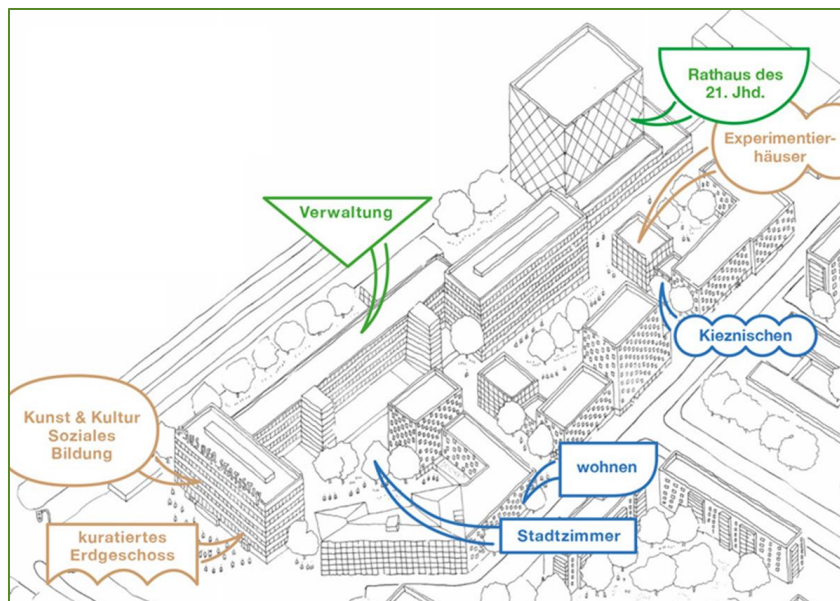 Rathaus des
21. Jhd.
Experimentier-
häuser
Verwaltung
Kieznischen
Kunst & Kultur
Soziales
Bildung
wohnen
Stadtzimmer
kuratiertes
Erdgeschoss